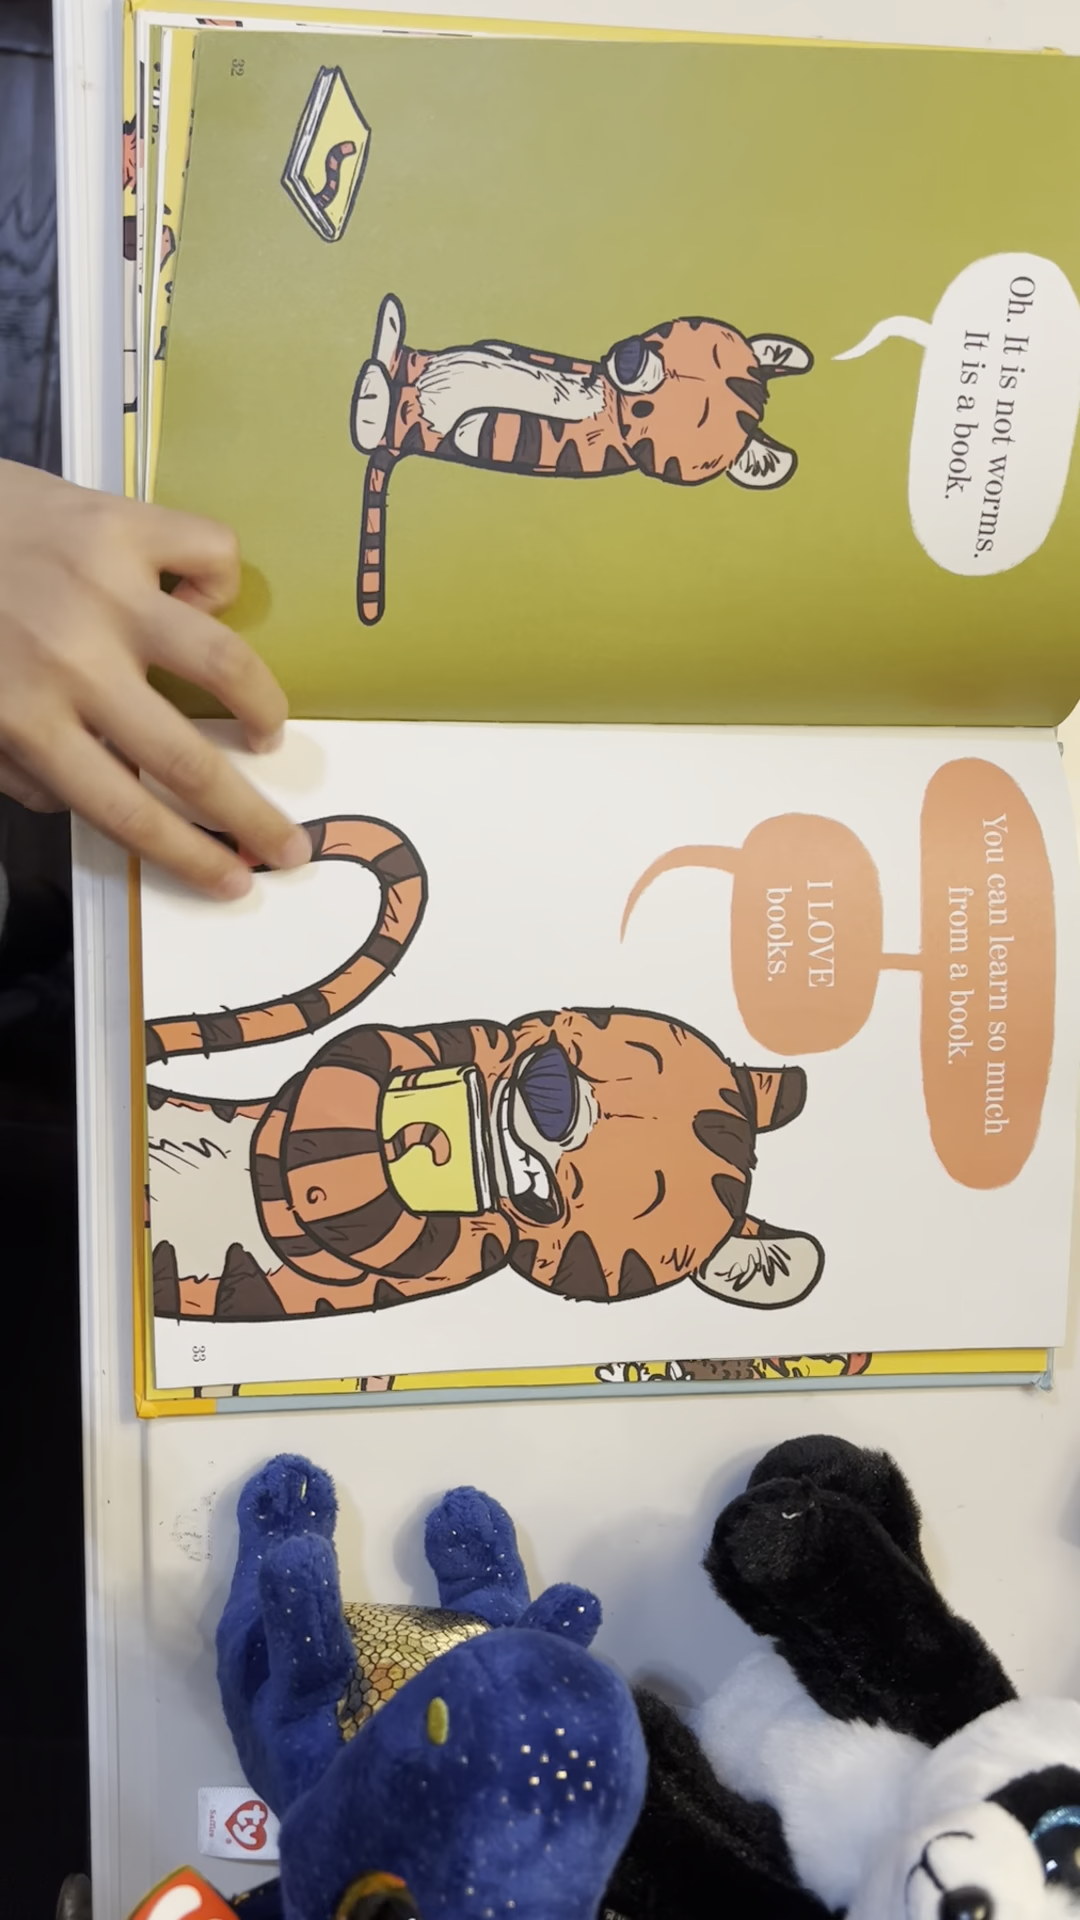 Oh. It is not worms.
It is a book.
32
You can learn so much
from a book.
I LOVE
books.
33
ty